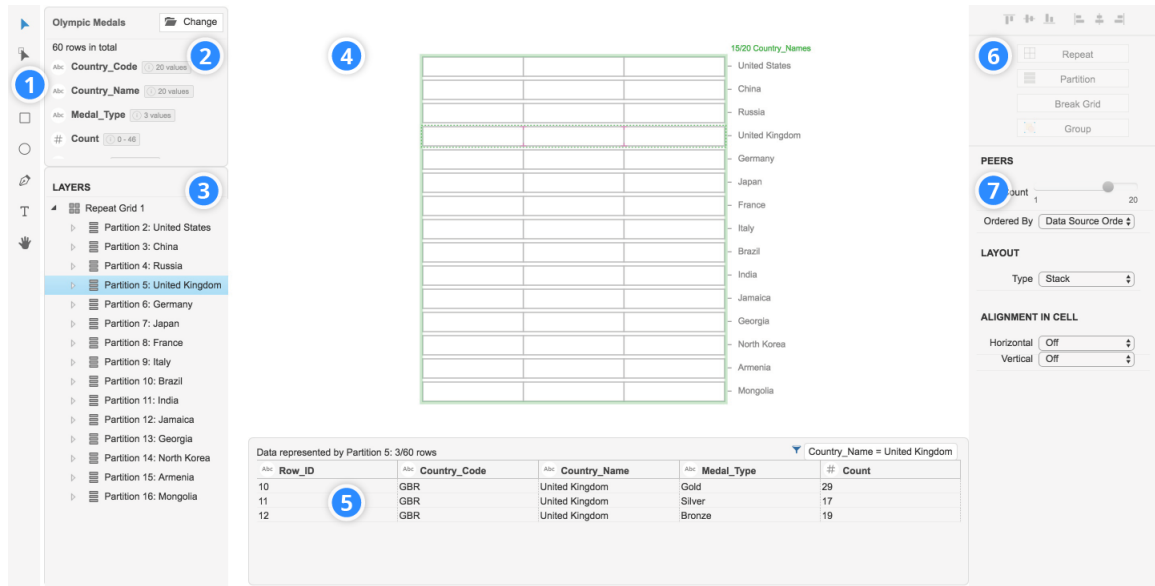 Olympic Medals
Change
60 rows in total
Abc Country_Code 20 values
Abc Country_Name 20 values
Abc Medal_Type 3 values
# Count 0 - 46
1
2
3
LAYERS
Repeat Grid 1
Partition 2: United States
Partition 3: China
Partition 4: Russia
Partition 5: United Kingdom
Partition 6: Germany
Partition 7: Japan
Partition 8: France
Partition 9: Italy
Partition 10: Brazil
Partition 11: India
Partition 12: Jamaica
Partition 13: Georgia
Partition 14: North Korea
Partition 15: Armenia
Partition 16: Mongolia
T
4
15/20 Country_Names
United States
China
Russia
United Kingdom
Germany
Japan
France
Italy
Brazil
India
Jamaica
Georgia
North Korea
Armenia
Mongolia
Data represented by Partition 5: 3/60 rows
Country_Name = United Kingdom
Abc Row_ID Abc Country_Code Abc Country_Name Abc Medal_Type # Count
10 GBR United Kingdom Gold 29
11 GBR United Kingdom Silver 17
12 GBR United Kingdom Bronze 19
5
6
Repeat
Partition
Break Grid
Group
PEERS
7
1 20
Ordered By Data Source Orde
LAYOUT
Type Stack
ALIGNMENT IN CELL
Horizontal Off
Vertical Off